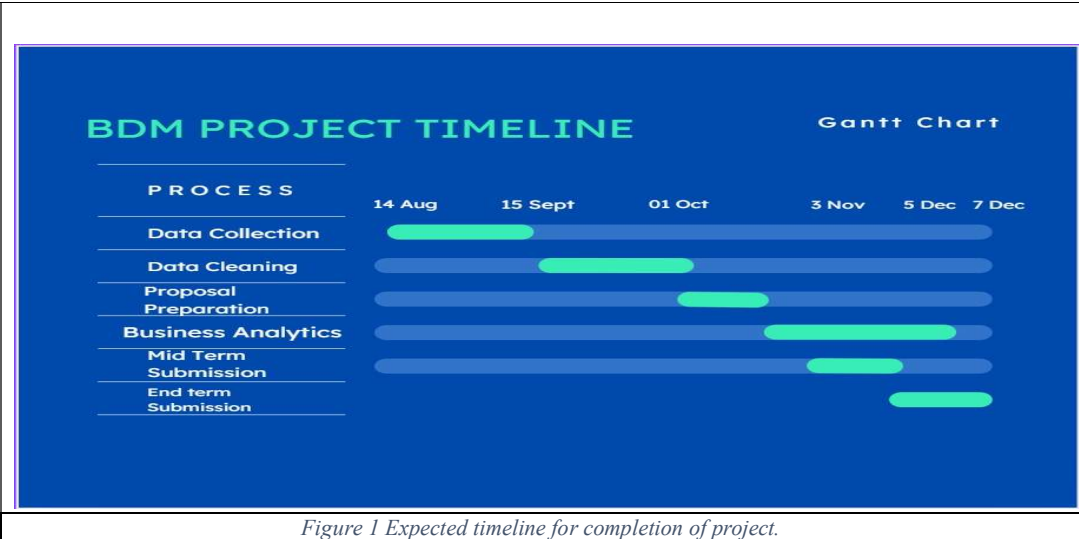 BDM PROJECT TIMELINE
Gantt Chart
PROCESS
14 Aug 15 Sept 01 Oct 3 Nov 5 Dec 7 Dec
Data Collection
Data Cleaning
Proposal
Preparation
Business Analytics
Mid Term
Submission
End term
Submission
Figure 1 Expected timeline for completion of project.